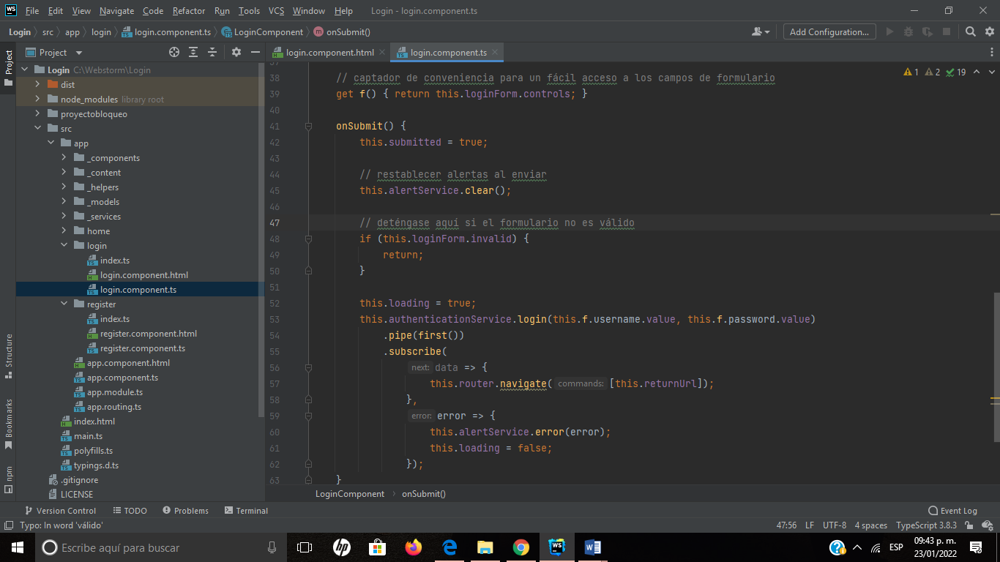 WS File Edit View Navigate Code Refactor Run Tools VCS Window Help Login - login.component.ts
Login src app login login.component.ts LoginComponent m onSubmit() Add Configuration...
Project
Project
login.component.html login.component.ts
Login C:\Webstorm\Login
dist
node_modules library root
proyectobloqueo
src
app
_components
_content
_helpers
_models
_services
home
login
index.ts
login.component.html
login.component.ts
register
index.ts
register.component.html
register.component.ts
app.component.html
app.component.ts
app.module.ts
app.routing.ts
index.html
main.ts
polyfills.ts
typings.d.ts
.gitignore
LICENSE
Structure
Bookmarks
npm
1 2 19
37
38 // captador de conveniencia para un fácil acceso a los campos de formulario
39 get f() { return this.loginForm.controls; }
40
41 onSubmit() {
42 this.submitted = true;
43
44 // restablecer alertas al enviar
45 this.alertService.clear();
46
47 // deténgase aquí si el formulario no es válido
48 if (this.loginForm.invalid) {
49 return;
50 }
51
52 this.loading = true;
53 this.authenticationService.login(this.f.username.value, this.f.password.value)
54 .pipe(first())
55 .subscribe(
56 next: data => {
57 this.router.navigate( commands: [this.returnUrl]);
58 },
59 error: error => {
60 this.alertService.error(error);
61 this.loading = false;
62 });
63 }
LoginComponent onSubmit()
Version Control TODO Problems Terminal Event Log
Typo: In word 'válido' 47:56 LF UTF-8 4 spaces TypeScript 3.8.3
Escribe aquí para buscar
hp
WS
W
ESP
09:43 p. m.
23/01/2022